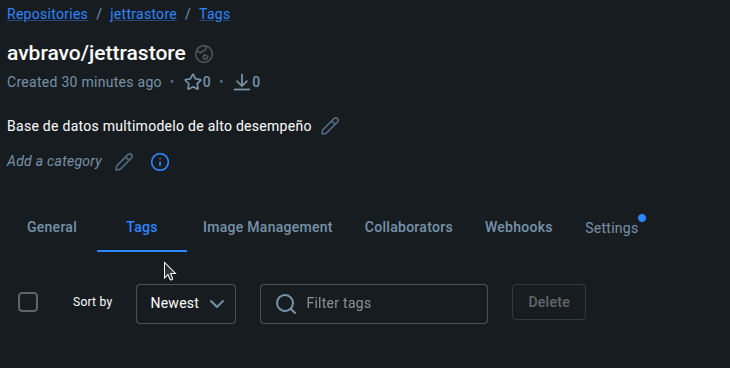 Repositories / jettrastore / Tags
avbravo/jettrastore
Created 30 minutes ago · 0 · 0
Base de datos multimodelo de alto desempeño
Add a category
General Tags Image Management Collaborators Webhooks Settings
Sort by Newest Filter tags Delete